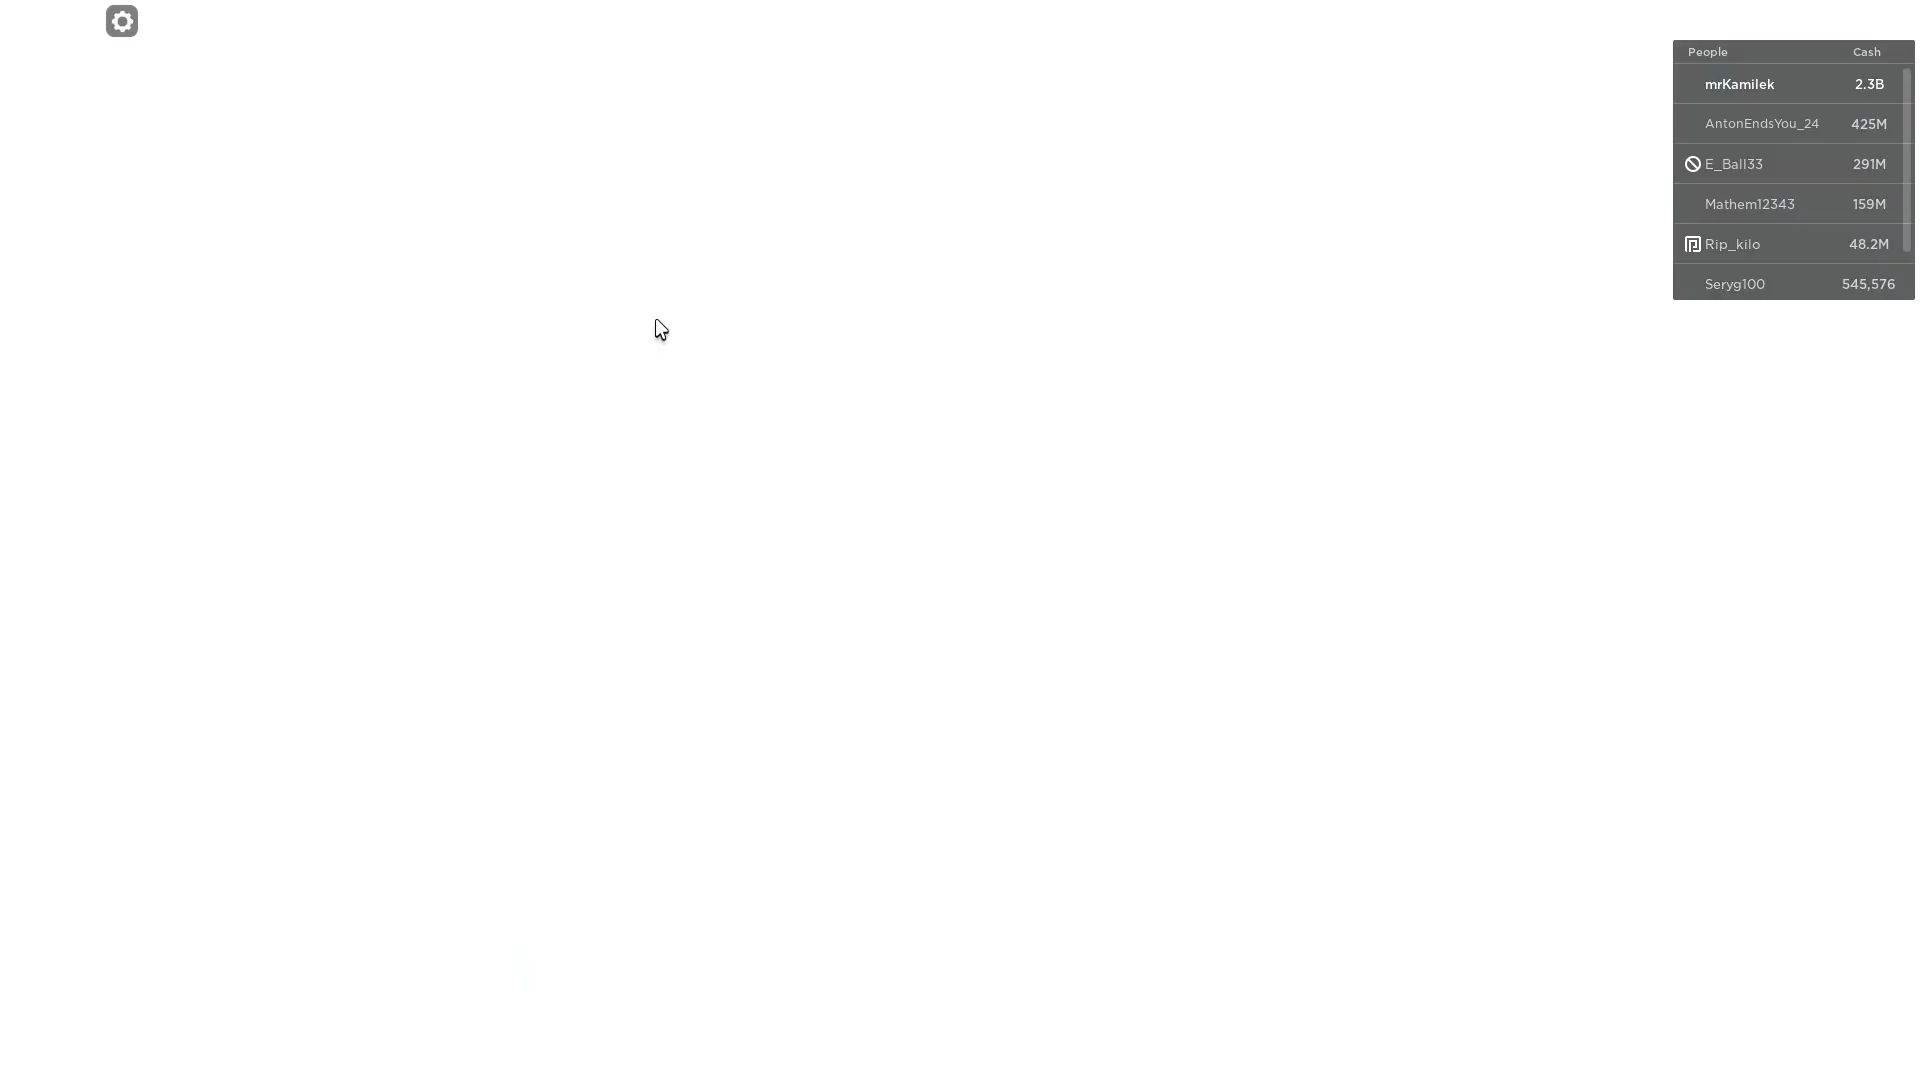 People Cash
mrKamilek 2.3B
AntonEndsYou_24 425M
E_Ball33 291M
Mathem12343 159M
Rip_kilo 48.2M
Seryg100 545,576